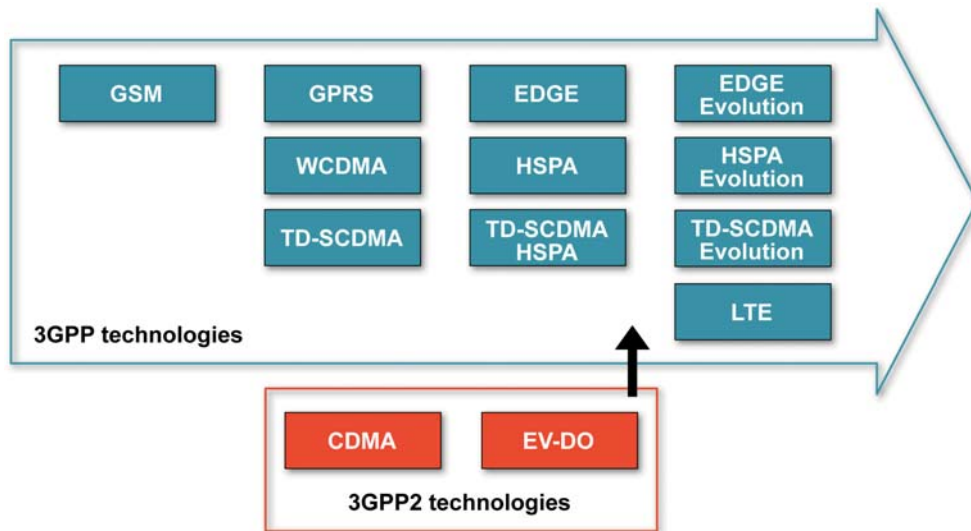 GSM
GPRS
EDGE
EDGE
Evolution
WCDMA
HSPA
HSPA
Evolution
TD-SCDMA
TD-SCDMA
HSPA
TD-SCDMA
Evolution
LTE
3GPP technologies
CDMA
EV-DO
3GPP2 technologies